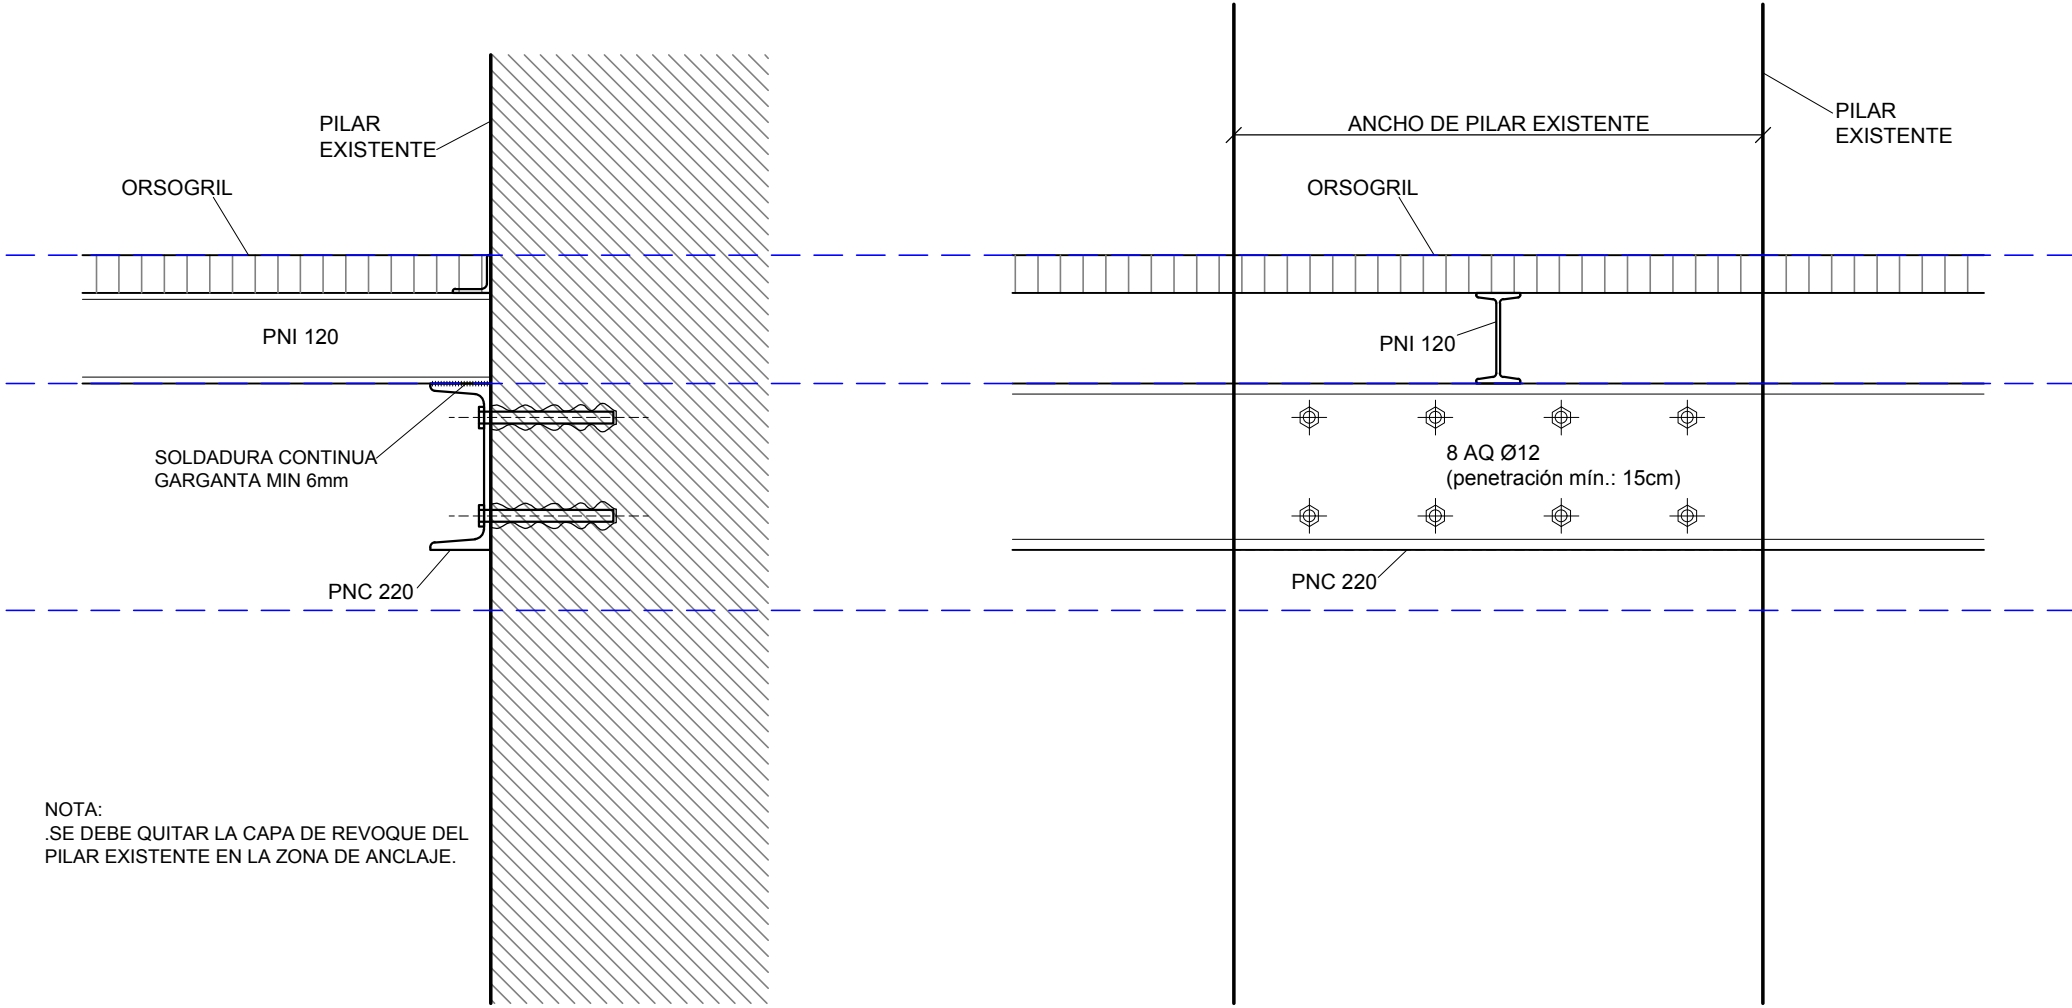 PILAR
EXISTENTE
ORSOGRIL
PNI 120
SOLDADURA CONTINUA
GARGANTA MIN 6mm
PNC 220
NOTA:
.SE DEBE QUITAR LA CAPA DE REVOQUE DEL
PILAR EXISTENTE EN LA ZONA DE ANCLAJE.
ANCHO DE PILAR EXISTENTE
PILAR
EXISTENTE
ORSOGRIL
PNI 120
8 AQ Ø12
(penetración mín.: 15cm)
PNC 220